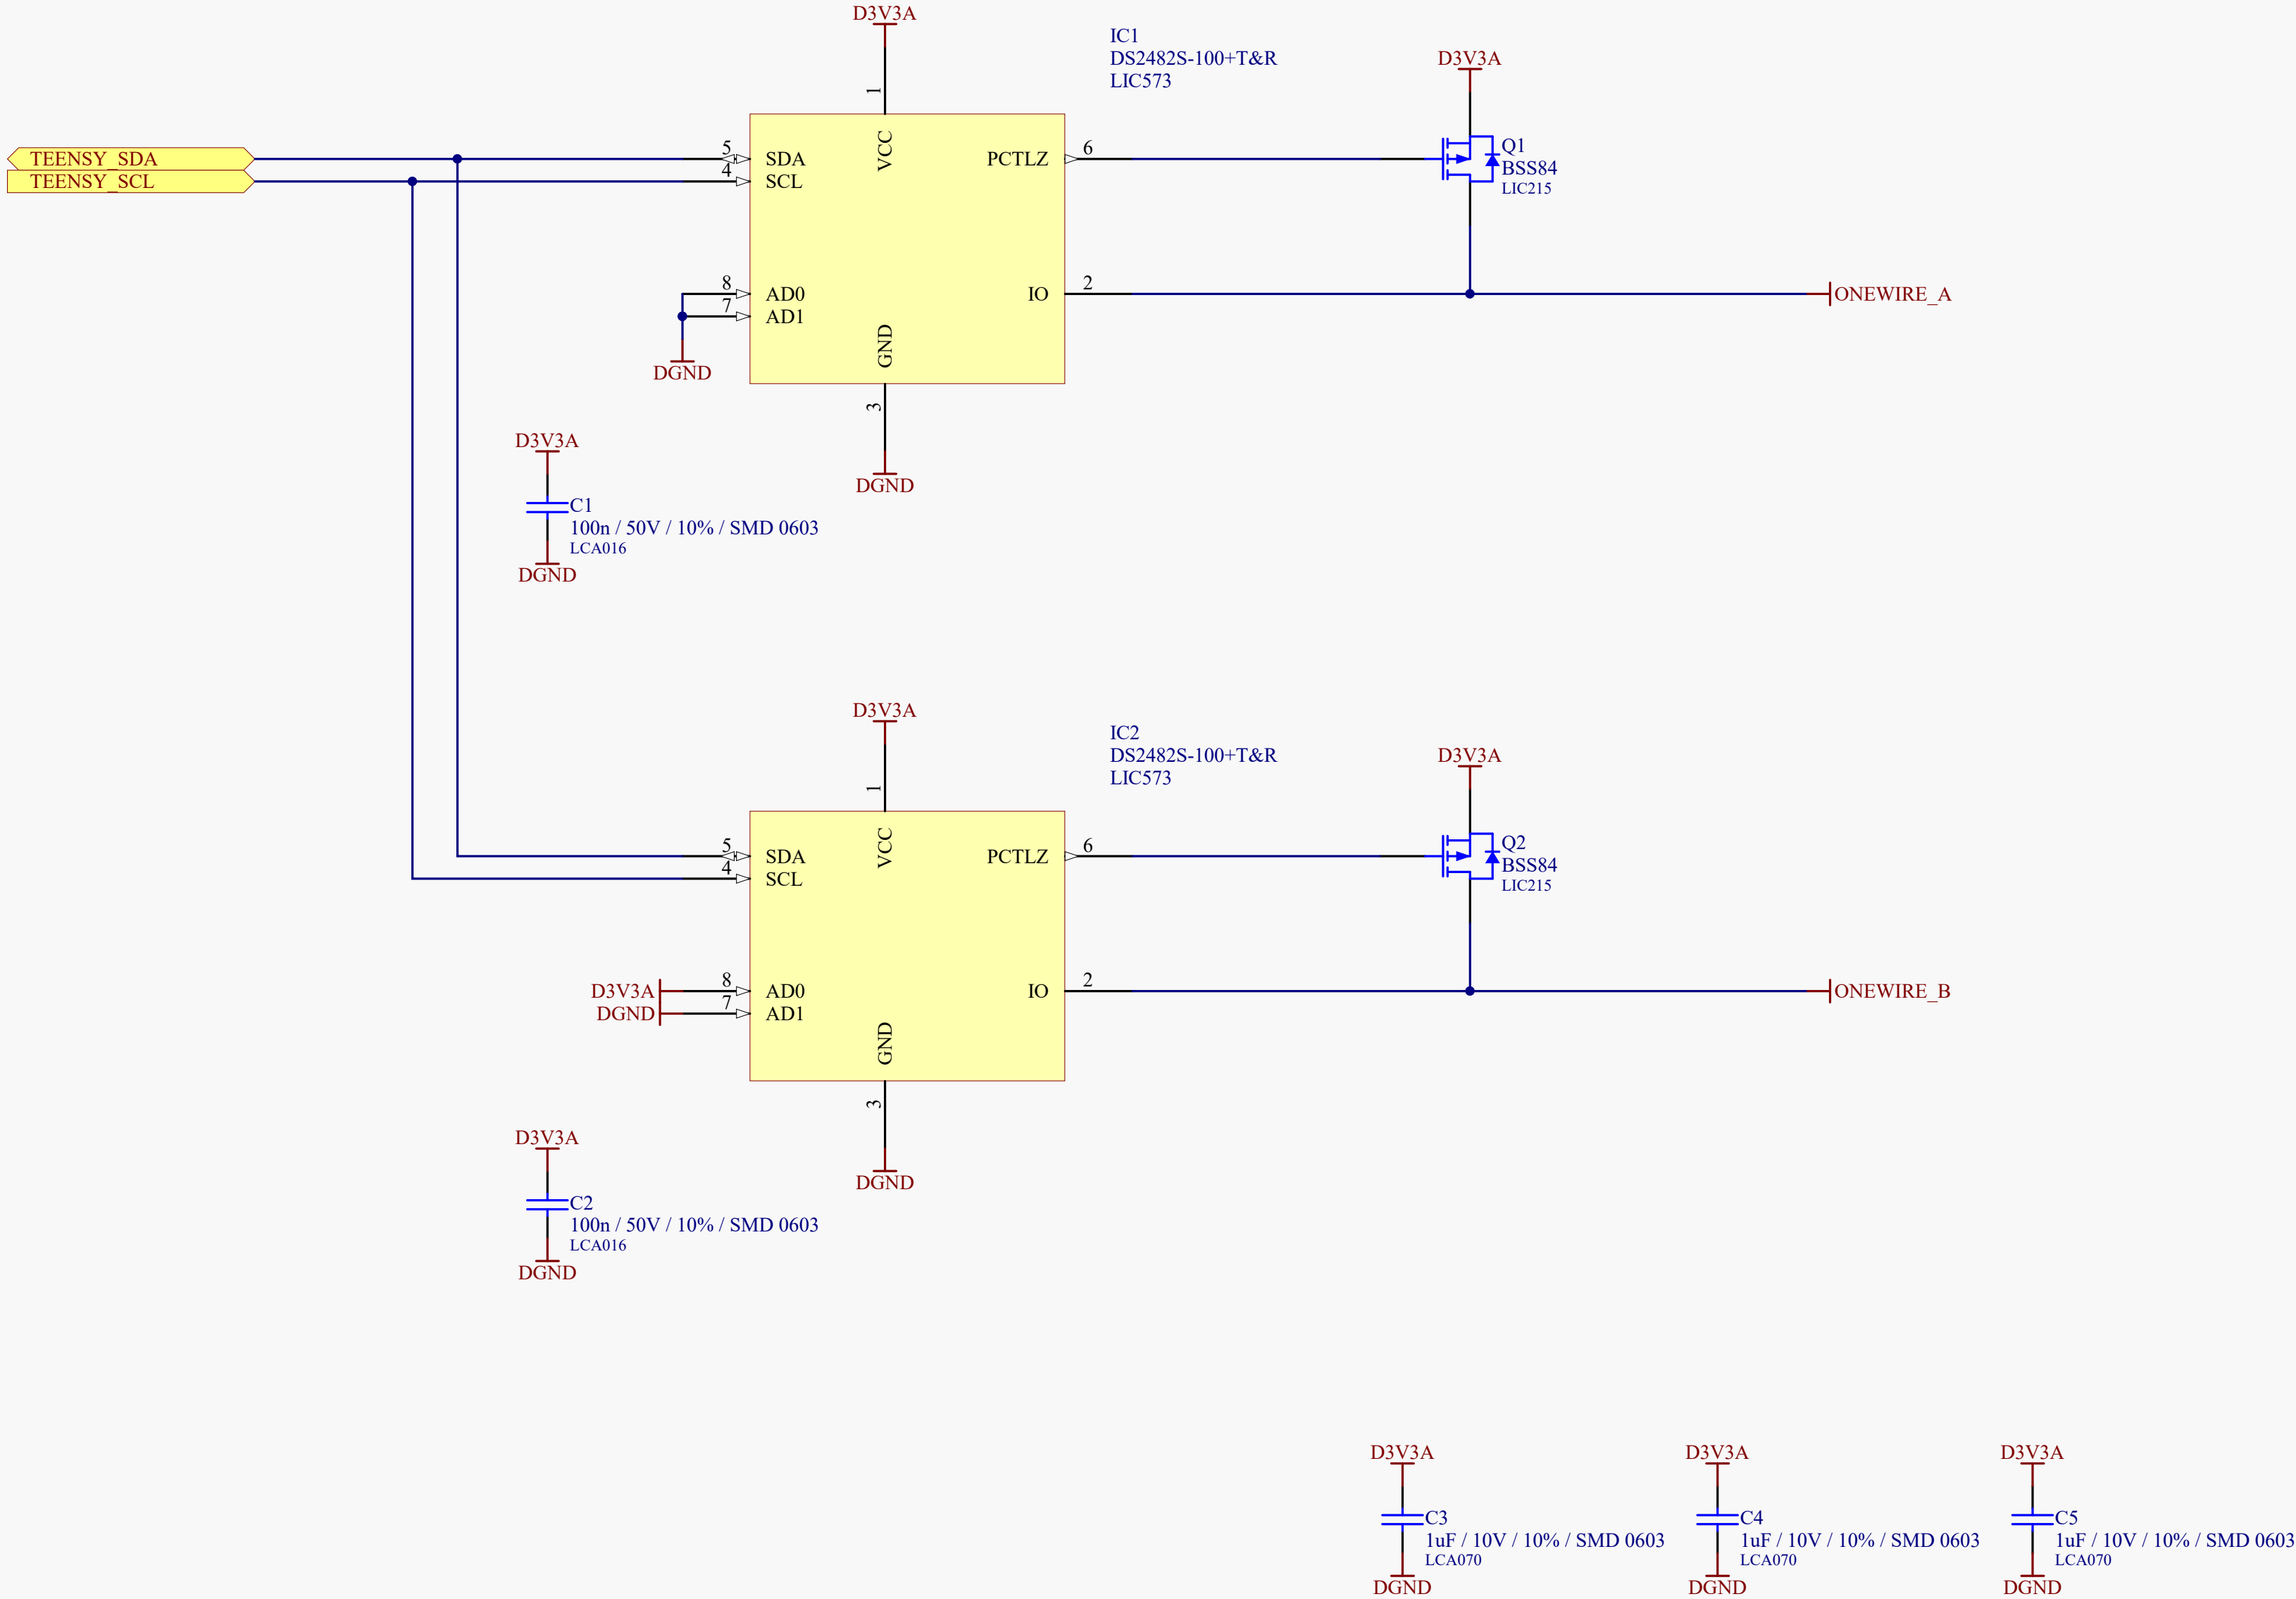 D3V3A
IC1
DS2482S-100+T&R
LIC573
D3V3A
1
TEENSY_SDA
TEENSY_SCL
5
4
SDA
SCL
VCC
PCTLZ
6
Q1
BSS84
LIC215
8
7
AD0
AD1
IO
2
ONEWIRE_A
GND
DGND
3
DGND
D3V3A
C1
100n / 50V / 10% / SMD 0603
LCA016
DGND
D3V3A
IC2
DS2482S-100+T&R
LIC573
D3V3A
1
5
4
SDA
SCL
VCC
PCTLZ
6
Q2
BSS84
LIC215
D3V3A
DGND
8
7
AD0
AD1
IO
2
ONEWIRE_B
GND
3
DGND
D3V3A
C2
100n / 50V / 10% / SMD 0603
LCA016
DGND
D3V3A
C3
1uF / 10V / 10% / SMD 0603
LCA070
DGND
D3V3A
C4
1uF / 10V / 10% / SMD 0603
LCA070
DGND
D3V3A
C5
1uF / 10V / 10% / SMD 0603
LCA070
DGND